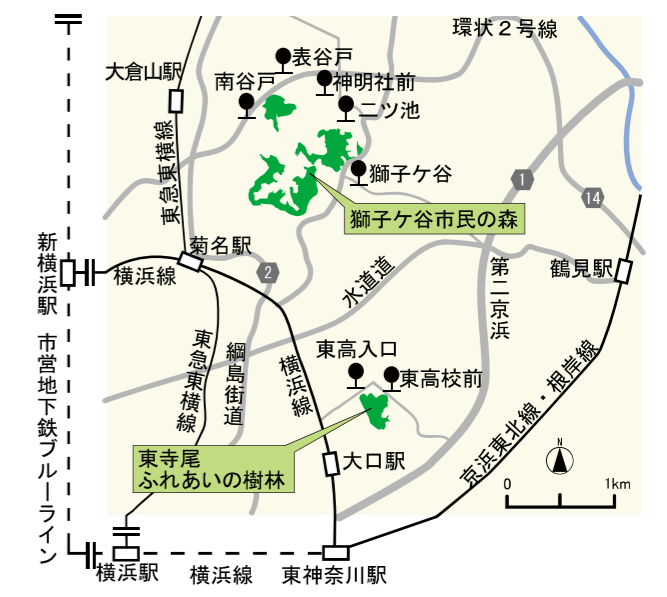 環状２号線
表谷戸
大倉山駅
南谷戸
神明社前
二ツ池
東急東横線
獅子ケ谷
1
14
獅子ケ谷市民の森
新横浜駅
菊名駅
横浜線
2
水道道
第二京浜
鶴見駅
市営地下鉄ブルーライン
東急東横線
綱島街道
横浜線
東高入口
東高校前
京浜東北線・根岸線
東寺尾
ふれあいの樹林
大口駅
N
0
1km
横浜駅
横浜線
東神奈川駅